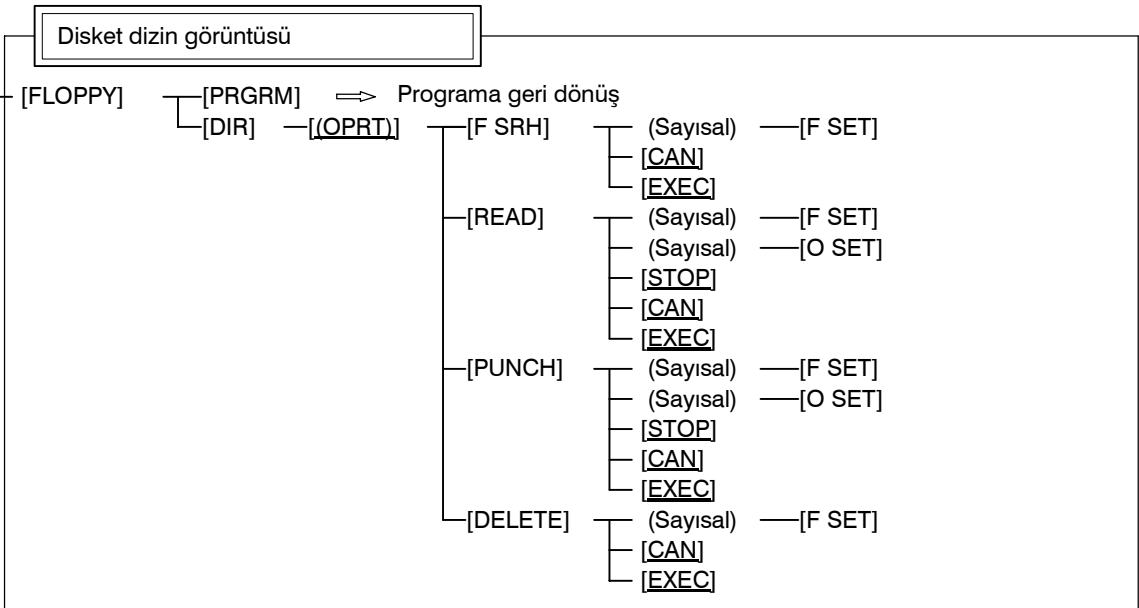 Disket dizin görüntüsü
[FLOPPY] [PRGRM] ⇒ Programa geri dönüş
[DIR] [(OPRT)] [F SRH] (Sayısal) [F SET]
[CAN]
[EXEC]
[READ] (Sayısal) [F SET]
(Sayısal) [O SET]
[STOP]
[CAN]
[EXEC]
[PUNCH] (Sayısal) [F SET]
(Sayısal) [O SET]
[STOP]
[CAN]
[EXEC]
[DELETE] (Sayısal) [F SET]
[CAN]
[EXEC]